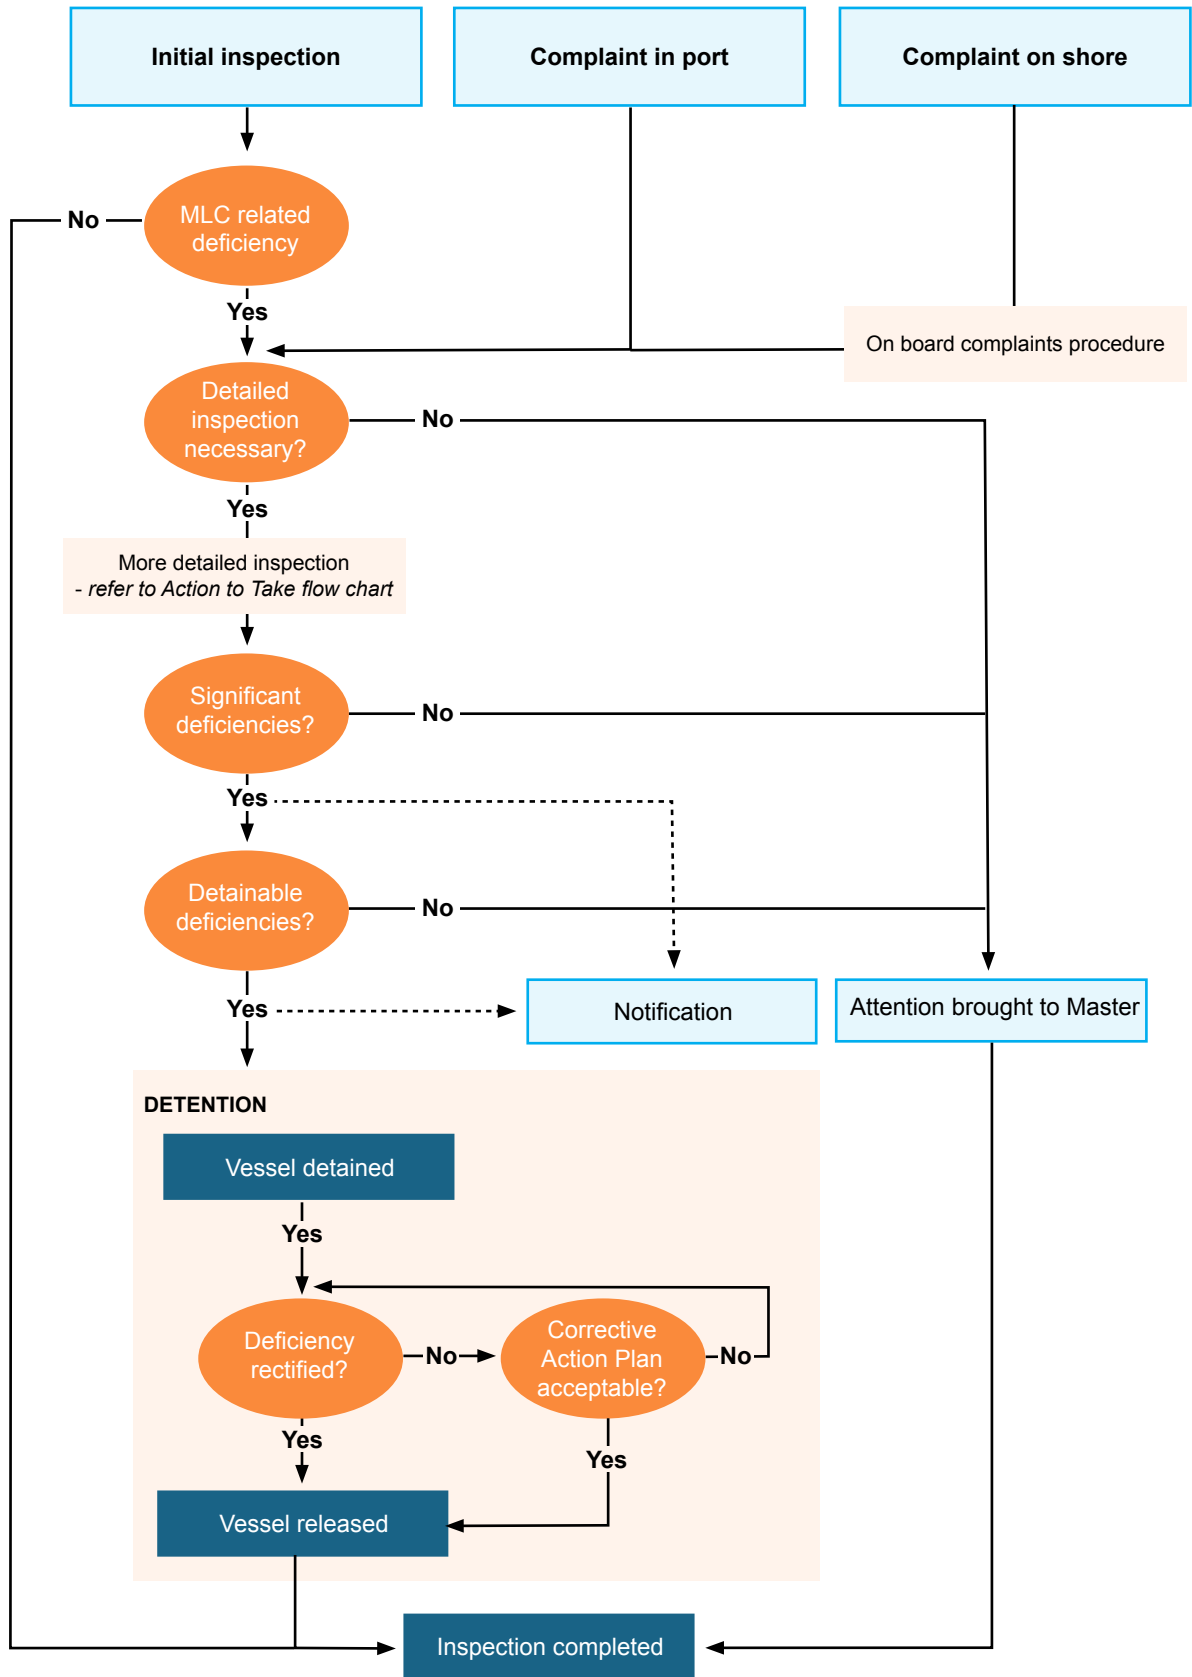 Initial inspection
Complaint in port
Complaint on shore
No
MLC related
deficiency
Yes
On board complaints procedure
Detailed
inspection
necessary?
No
Yes
More detailed inspection
- refer to Action to Take flow chart
Significant
deficiencies?
No
Yes
Detainable
deficiencies?
No
Yes
Notification
Attention brought to Master
DETENTION
Vessel detained
Yes
Deficiency
rectified?
No
Corrective
Action Plan
acceptable?
No
Yes
Yes
Vessel released
Inspection completed